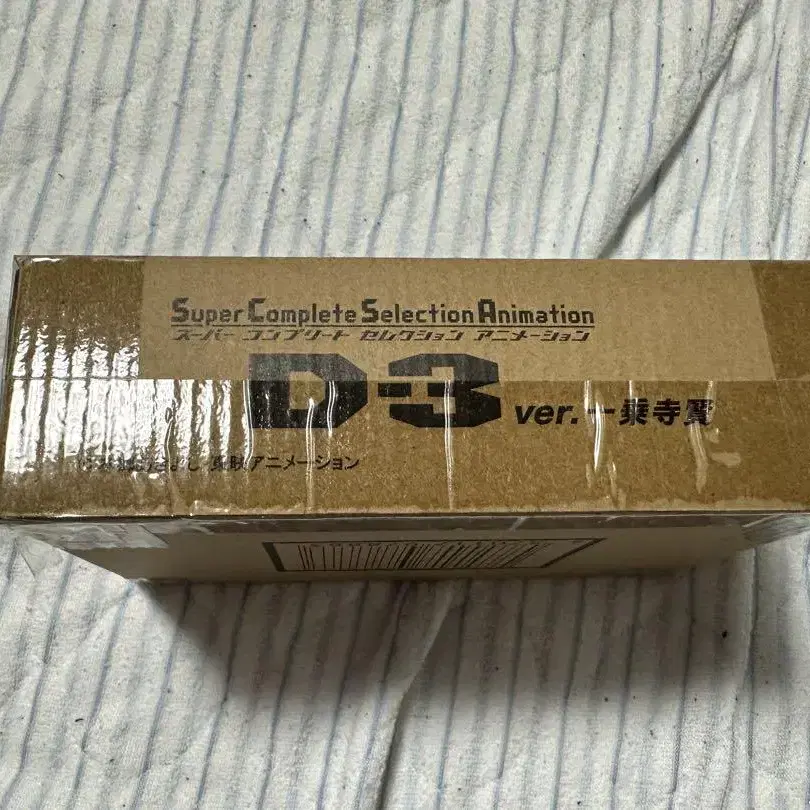 Super Complete Selection Animation
スーパー コンプリート セレクション アニメーション
D-3 ver.一乗寺賢
アニメーション